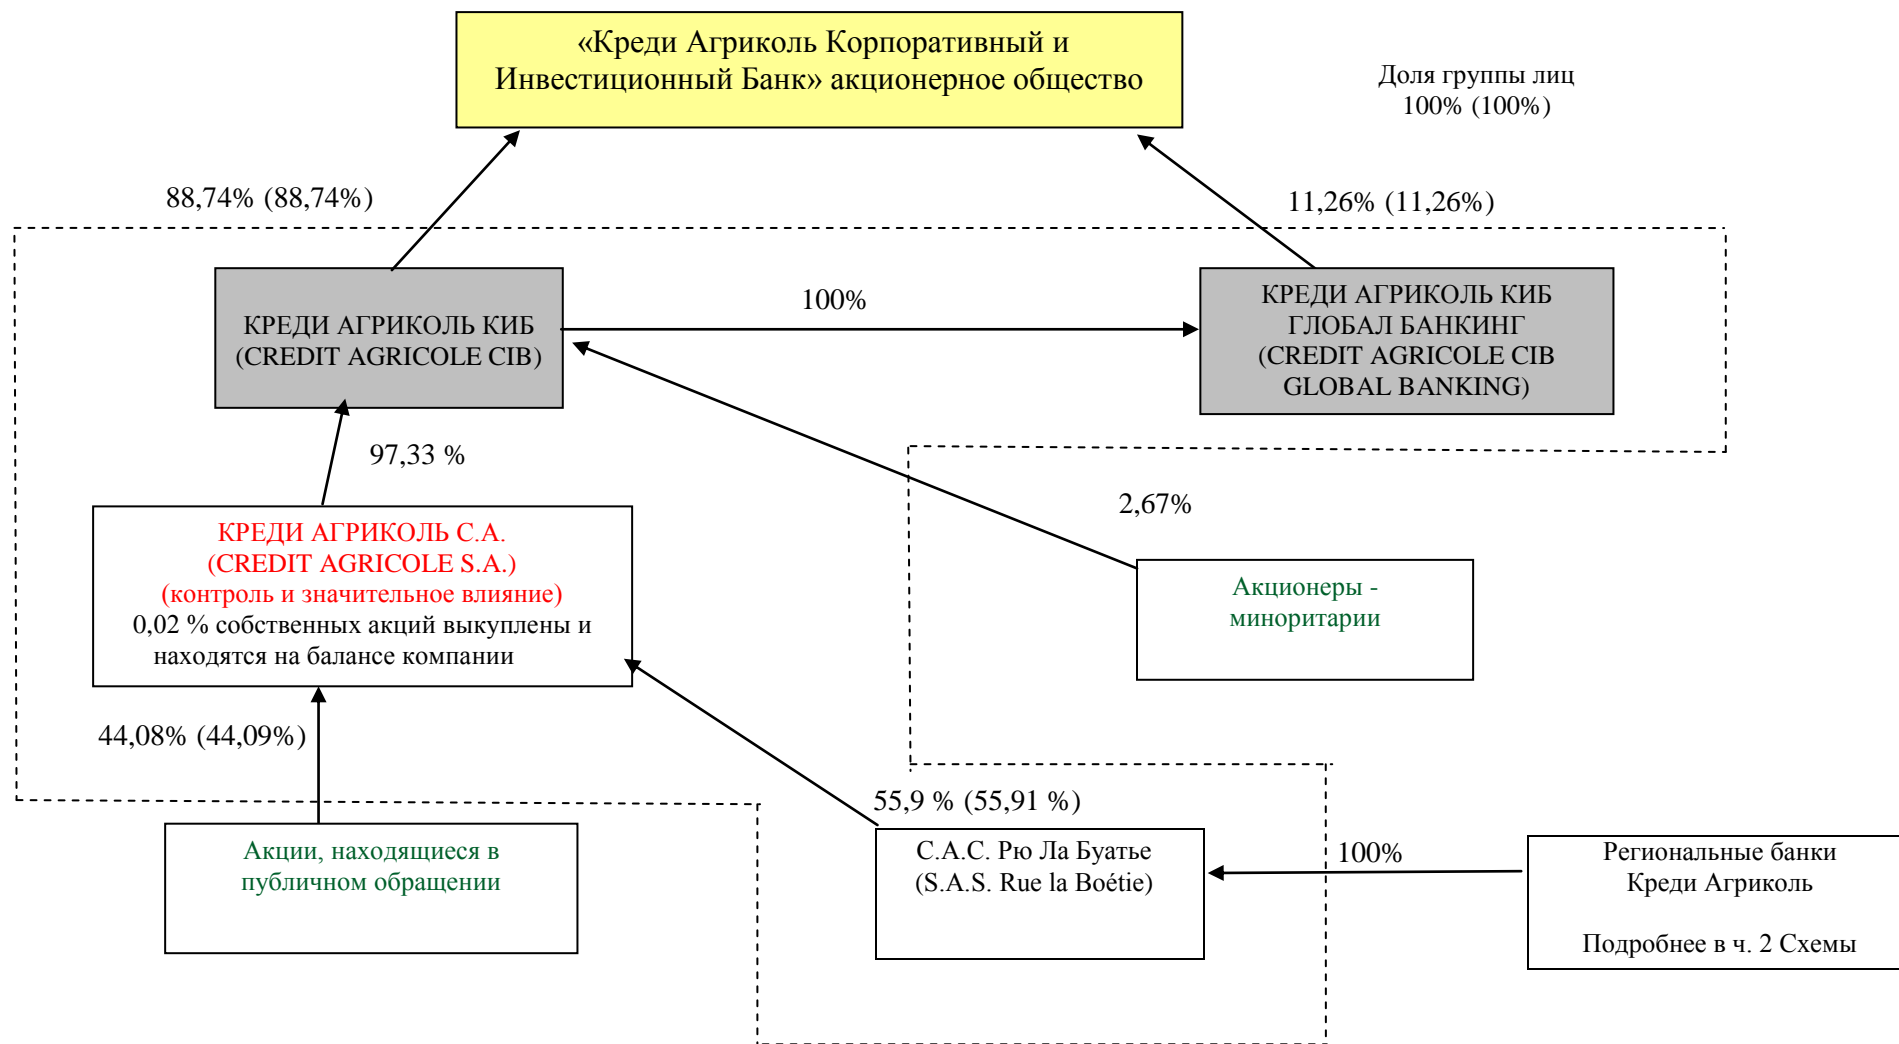 «Креди Агриколь Корпоративный и
Инвестиционный Банк» акционерное общество
Доля группы лиц
100% (100%)
88,74% (88,74%)
11,26% (11,26%)
КРЕДИ АГРИКОЛЬ КИБ
(CREDIT AGRICOLE CIB)
100%
КРЕДИ АГРИКОЛЬ КИБ
ГЛОБАЛ БАНКИНГ
(CREDIT AGRICOLE CIB
GLOBAL BANKING)
97,33 %
2,67%
КРЕДИ АГРИКОЛЬ С.А.
(CREDIT AGRICOLE S.A.)
(контроль и значительное влияние)
0,02 % собственных акций выкуплены и
находятся на балансе компании
Акционеры -
миноритарии
44,08% (44,09%)
55,9 % (55,91 %)
Акции, находящиеся в
публичном обращении
С.А.С. Рю Ла Буатье
(S.A.S. Rue la Boétie)
100%
Региональные банки
Креди Агриколь
Подробнее в ч. 2 Схемы